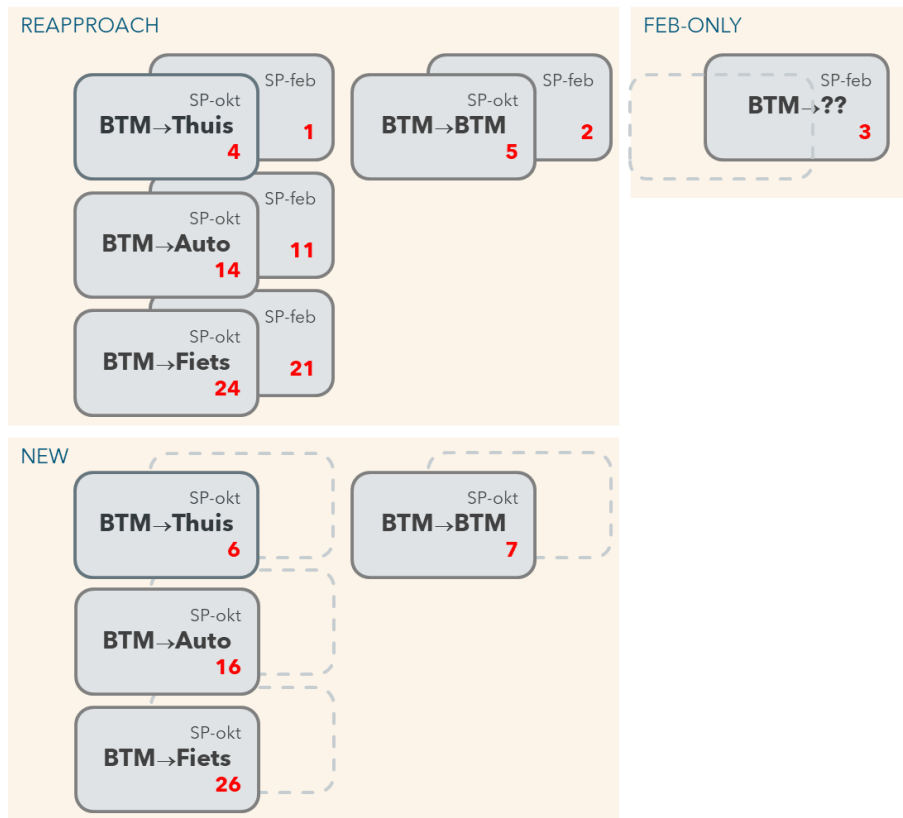 REAPPROACH
SP-feb
SP-okt
BTM→Thuis
1
4
SP-feb
SP-okt
BTM→BTM
2
5
SP-feb
SP-okt
BTM→Auto
11
14
SP-feb
SP-okt
BTM→Fiets
21
24
FEB-ONLY
SP-feb
BTM→??
3
NEW
SP-okt
BTM→Thuis
6
SP-okt
BTM→BTM
7
SP-okt
BTM→Auto
16
SP-okt
BTM→Fiets
26